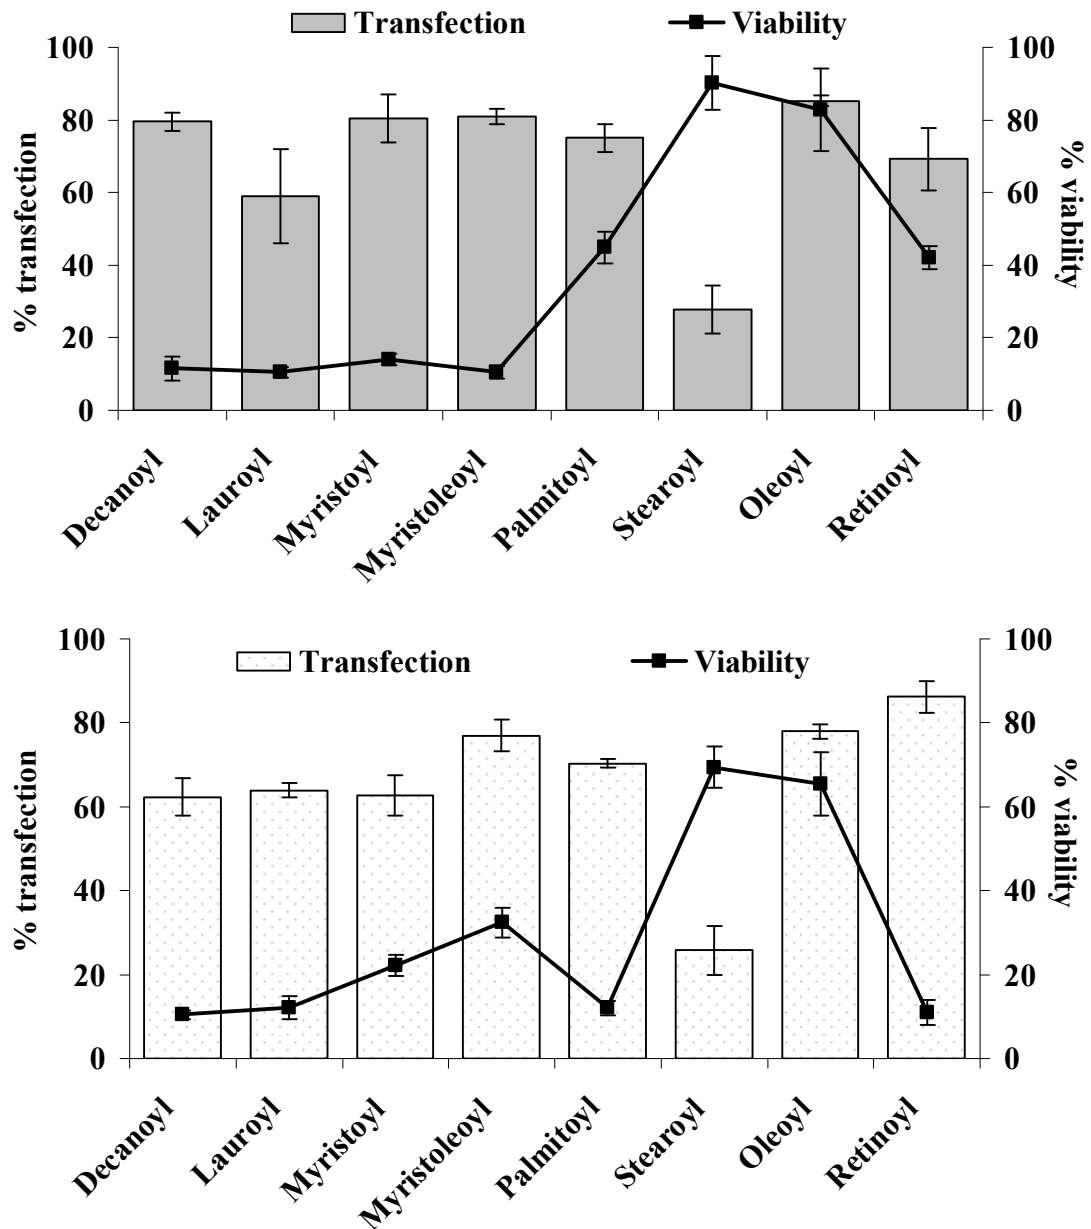 Transfection Viability
100 100
80 80
60 60
40 40
20 20
0 0
% transfection
% viability
Decanoyl
Lauroyl
Myristoyl
Myristoleoyl
Palmitoyl
Stearoyl
Oleoyl
Retinoyl
Transfection Viability
100 100
80 80
60 60
40 40
20 20
0 0
% transfection
% viability
Decanoyl
Lauroyl
Myristoyl
Myristoleoyl
Palmitoyl
Stearoyl
Oleoyl
Retinoyl